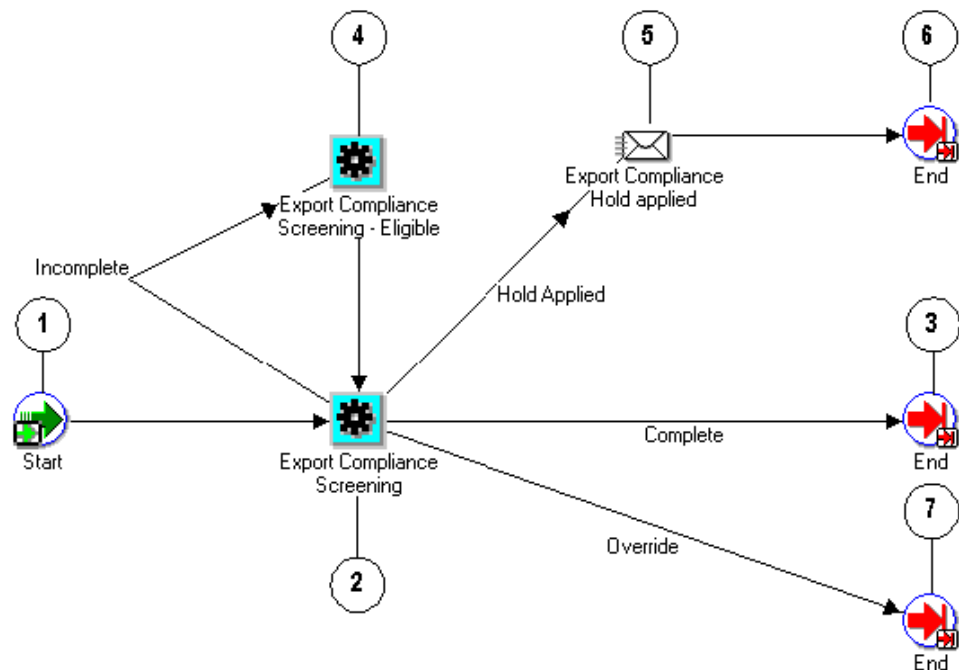 4
5
6
Export Compliance
Screening - Eligible
Export Compliance
Hold applied
End
Incomplete
Hold Applied
1
3
Start
Export Compliance
Screening
Complete
End
7
Override
2
End